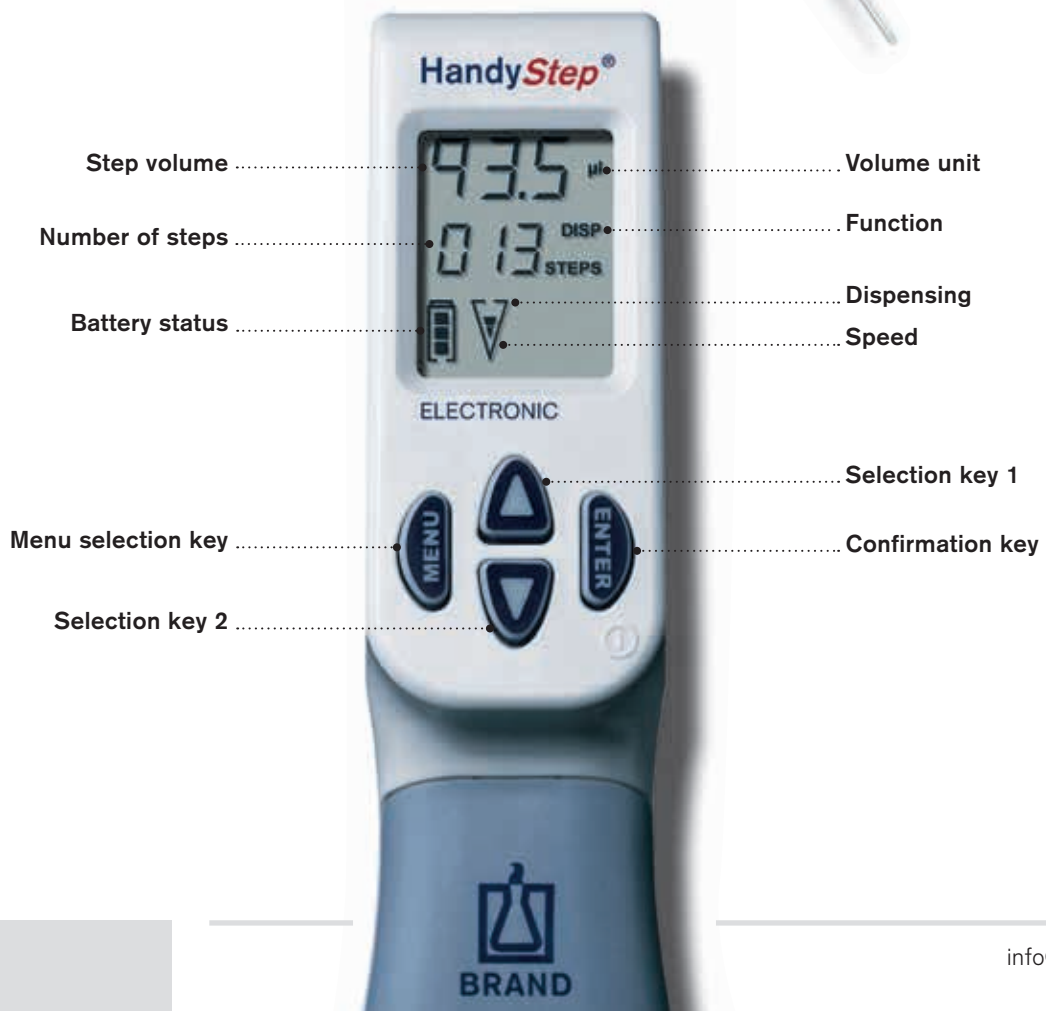 HandyStep®
Step volume
93.5 µl
Volume unit
Number of steps
013 DISP
STEPS
Function
Dispensing
Battery status
Speed
ELECTRONIC
Selection key 1
Menu selection key
MENU
ENTER
Confirmation key
Selection key 2
BRAND
info